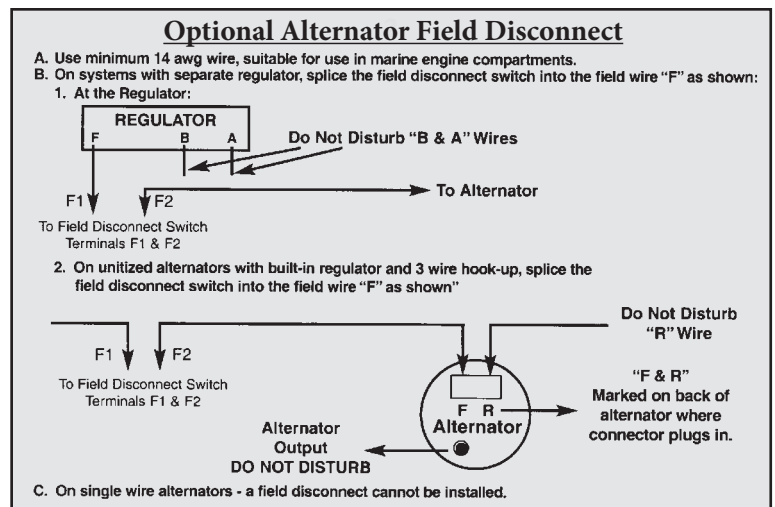 Optional Alternator Field Disconnect
A. Use minimum 14 awg wire, suitable for use in marine engine compartments.
B. On systems with separate regulator, splice the field disconnect switch into the field wire "F" as shown:
1. At the Regulator:
REGULATOR
F B A
Do Not Disturb "B & A" Wires
F1 F2
To Alternator
To Field Disconnect Switch
Terminals F1 & F2
2. On unitized alternators with built-in regulator and 3 wire hook-up, splice the
field disconnect switch into the field wire "F" as shown"
Do Not Disturb
"R" Wire
F1 F2
To Field Disconnect Switch
Terminals F1 & F2
"F & R"
Marked on back of
alternator where
connector plugs in.
F R
Alternator
Alternator
Output
DO NOT DISTURB
C. On single wire alternators - a field disconnect cannot be installed.